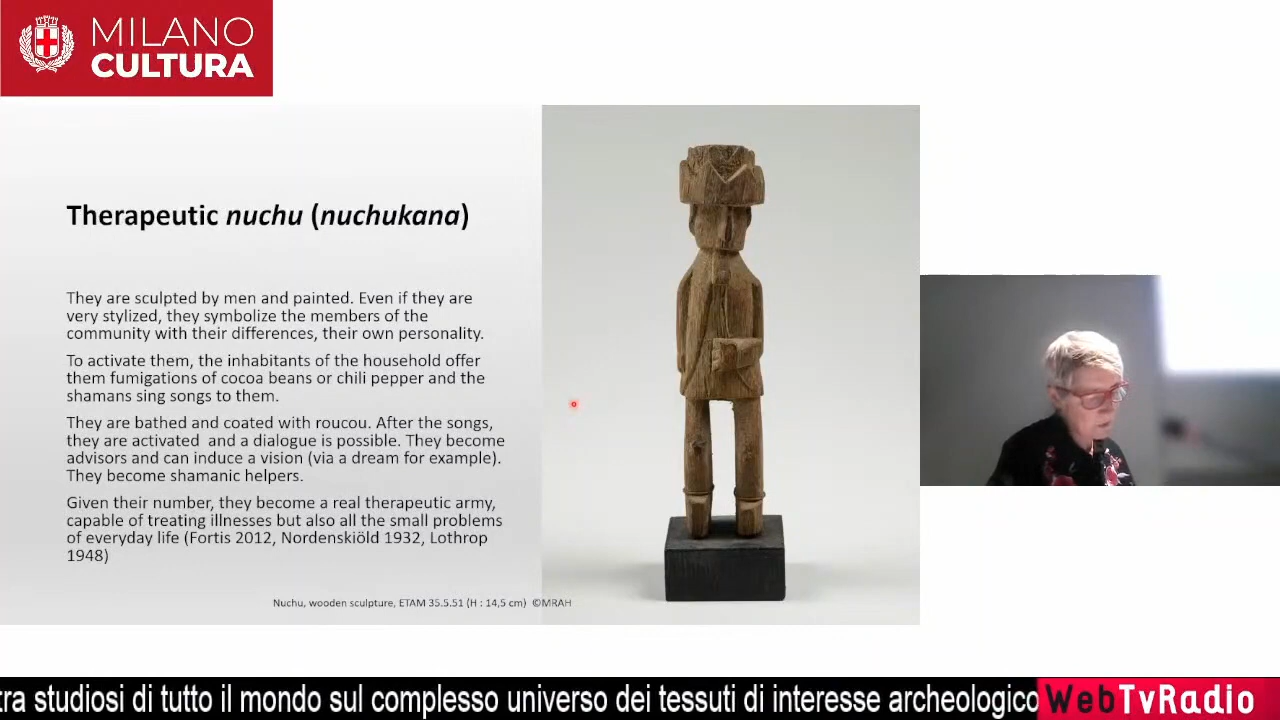 MILANO
CULTURA
Therapeutic nuchu (nuchukana)
They are sculpted by men and painted. Even if they are
very stylized, they symbolize the members of the
community with their differences, their own personality.
To activate them, the inhabitants of the household offer
them fumigations of cocoa beans or chili pepper and the
shamans sing songs to them.
They are bathed and coated with roucou. After the songs,
they are activated and a dialogue is possible. They become
advisors and can induce a vision (via a dream for example).
They become shamanic helpers.
Given their number, they become a real therapeutic army,
capable of treating illnesses but also all the small problems
of everyday life (Fortis 2012, Nordenskiöld 1932, Lothrop
1948)
Nuchu, wooden sculpture, ETAM 35.5.51 (H : 14,5 cm) ©MRAH
tra studiosi di tutto il mondo sul complesso universo dei tessuti di interesse archeologico
WebTvRadio